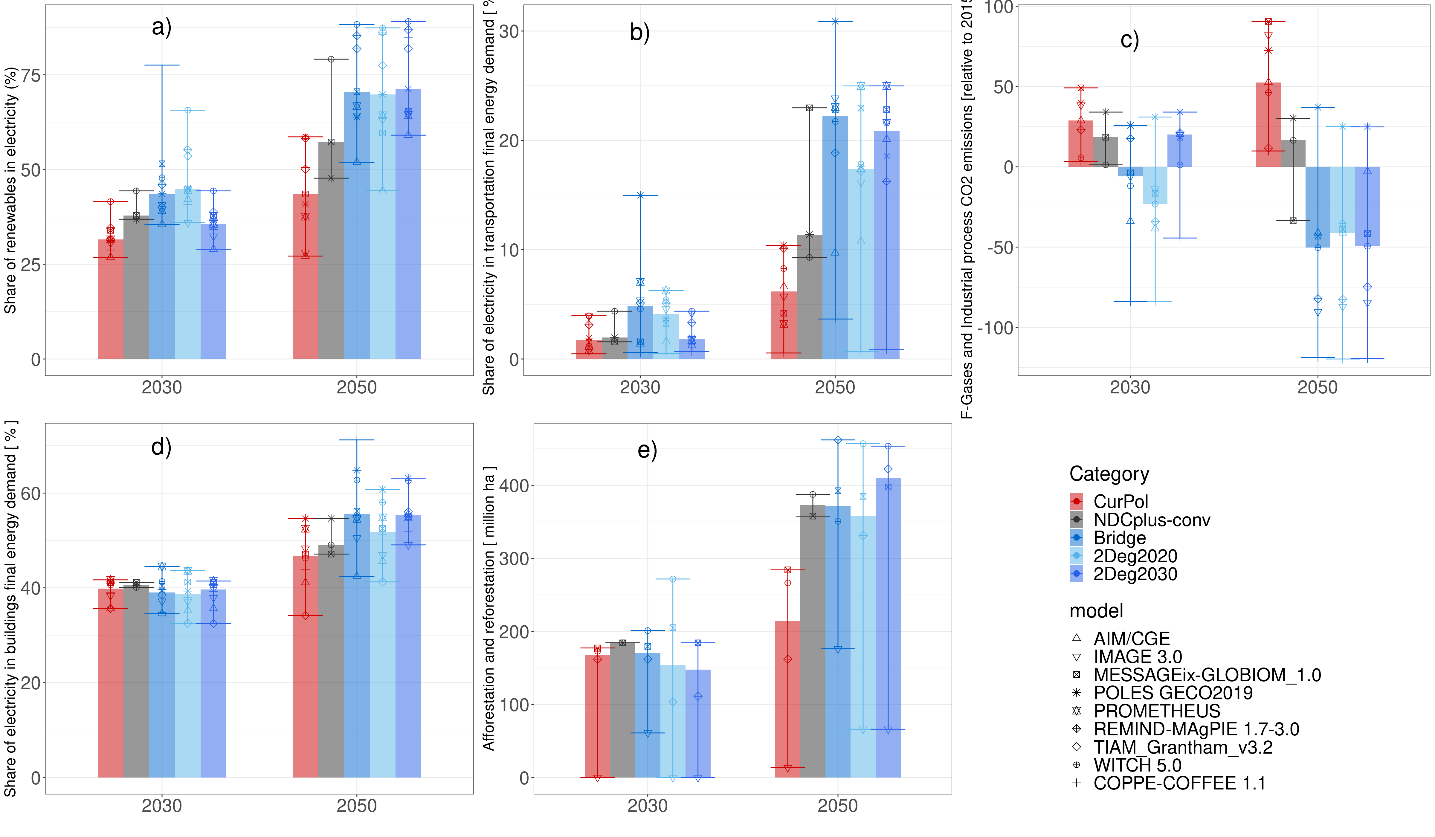 a)
Share of renewables in electricity (%)
75
50
25
0
2030
2050
b)
Share of electricity in transportation final energy demand [ %
30
20
10
0
2030
2050
c)
F-Gases and Industrial process CO2 emissions [relative to 2015
100
50
0
-50
-100
2030
2050
d)
Share of electricity in buildings final energy demand [ % ]
60
40
20
0
2030
2050
e)
Afforestation and reforestation [ million ha ]
400
300
200
100
0
2030
2050
Category
CurPol
NDCplus-conv
Bridge
2Deg2020
2Deg2030
model
AIM/CGE
IMAGE 3.0
MESSAGEix-GLOBIOM_1.0
POLES GECO2019
PROMETHEUS
REMIND-MAgPIE 1.7-3.0
TIAM_Grantham_v3.2
WITCH 5.0
COPPE-COFFEE 1.1